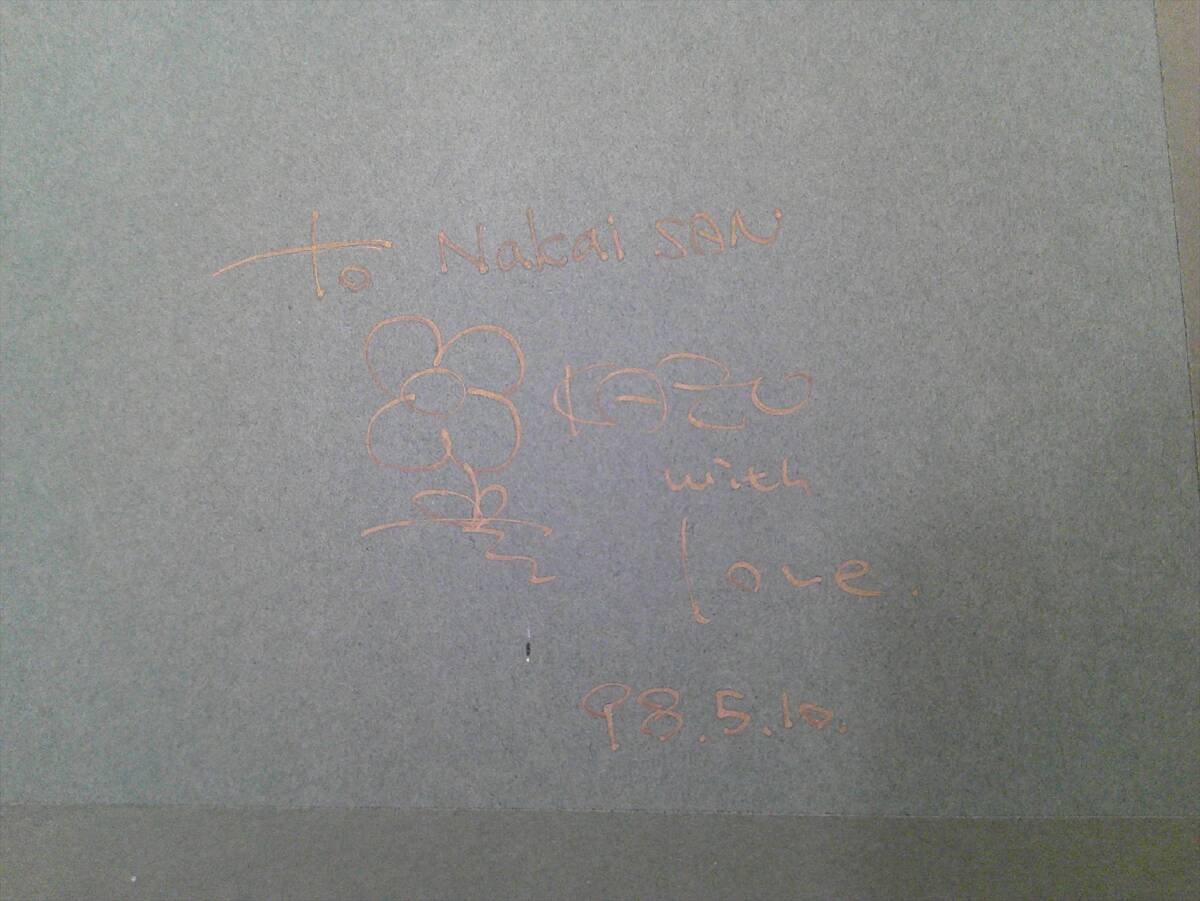 To Nakai SAN
KAZU
with
love.
98.5.10.